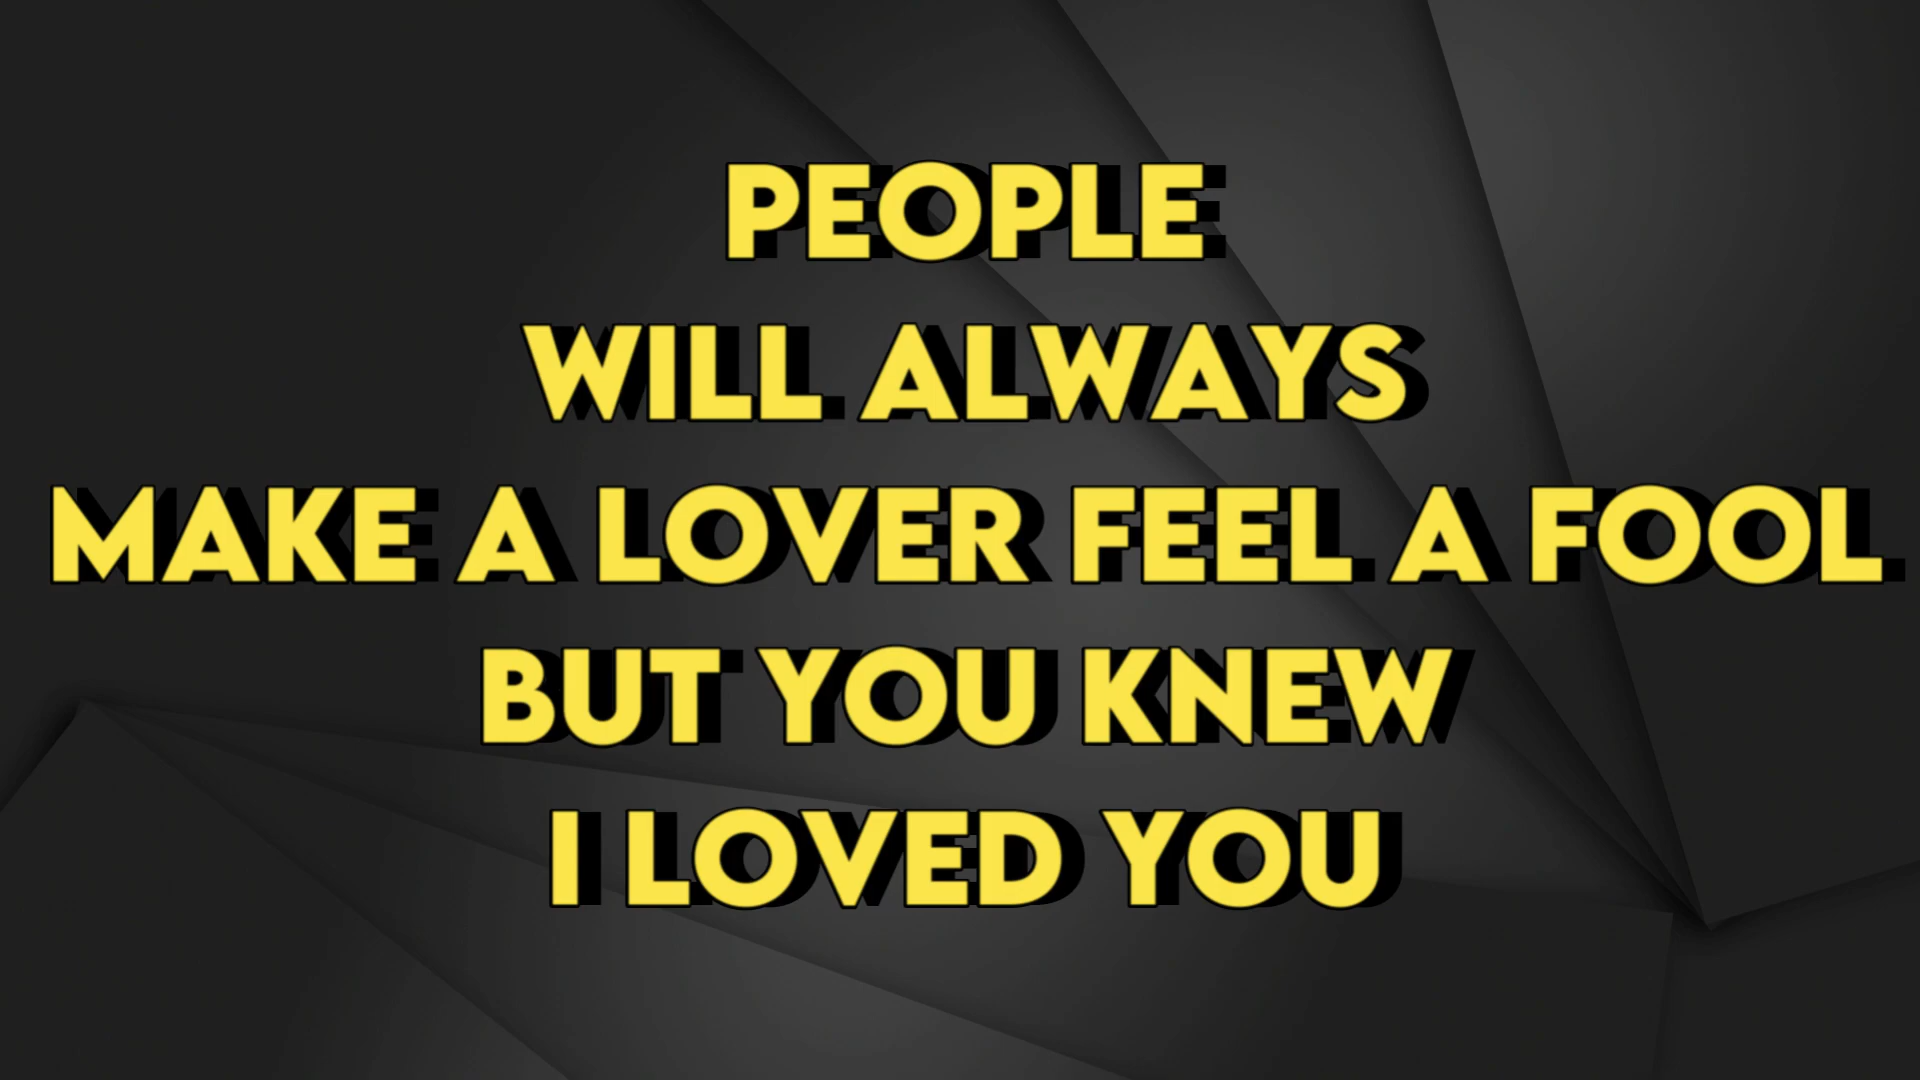 PEOPLE
WILL ALWAYS
MAKE A LOVER FEEL A FOOL
BUT YOU KNEW
I LOVED YOU